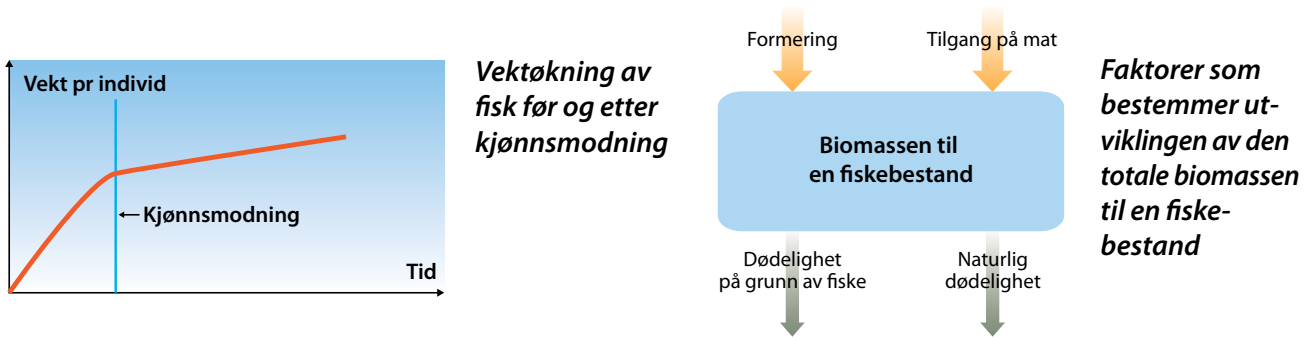 Vekt pr individ
Kjønnsmodning
Tid
Vektøkning av
fisk før og etter
kjønnsmodning
Formering
Tilgang på mat
Biomassen til
en fiskebestand
Dødelighet
på grunn av fiske
Naturlig
dødelighet
Faktorer som
bestemmer ut-
viklingen av den
totale biomassen
til en fiske-
bestand